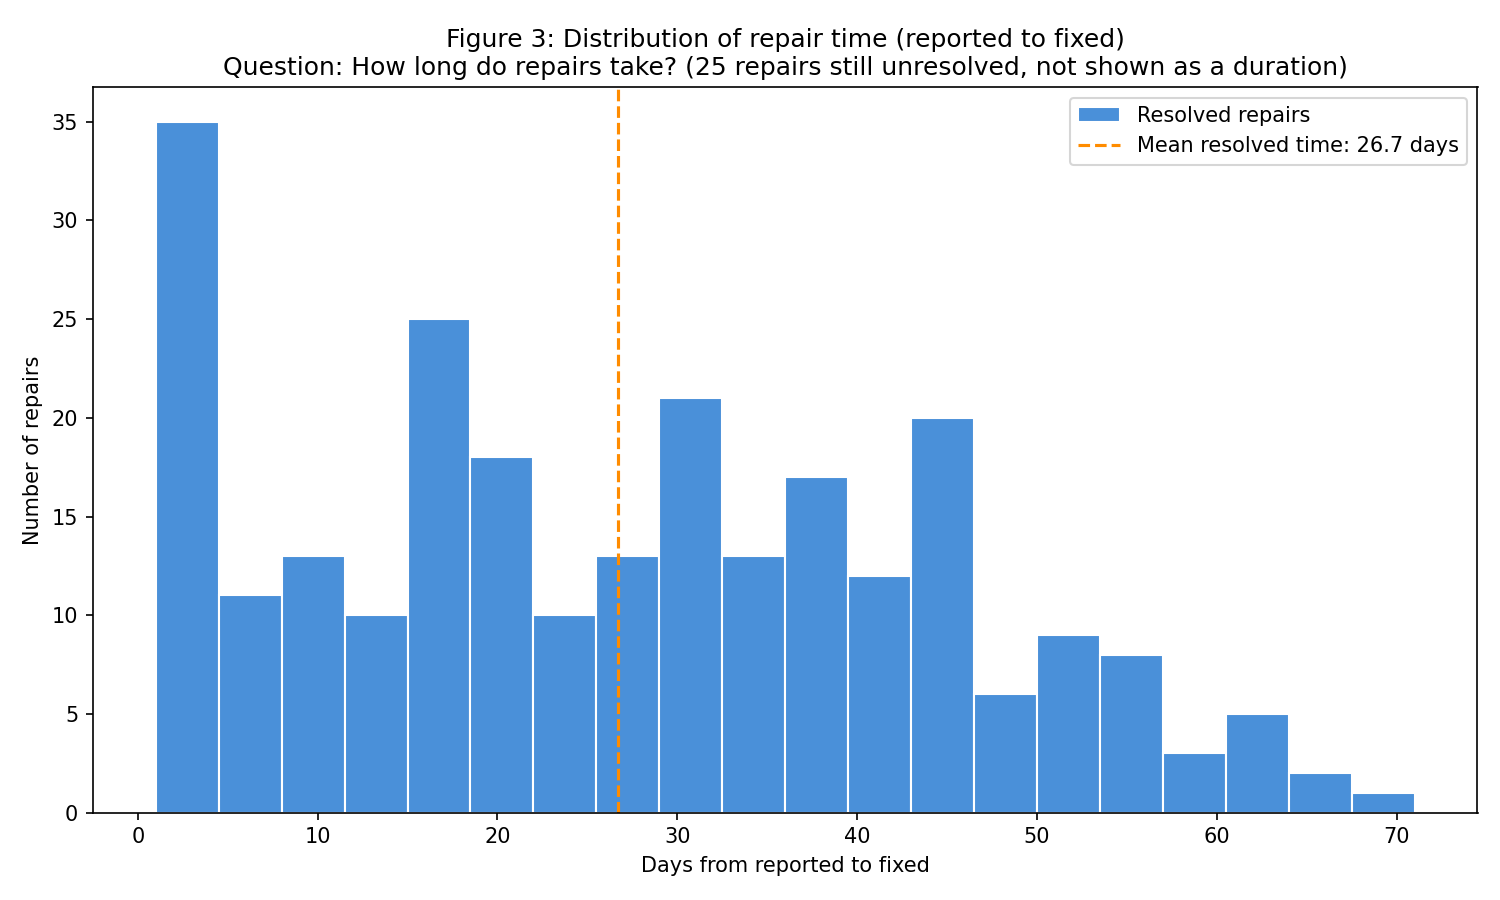 Figure 3: Distribution of repair time (reported to fixed)
Question: How long do repairs take? (25 repairs still unresolved, not shown as a duration)
Resolved repairs
Mean resolved time: 26.7 days
Number of repairs
35
30
25
20
15
10
5
0
0 10 20 30 40 50 60 70
Days from reported to fixed